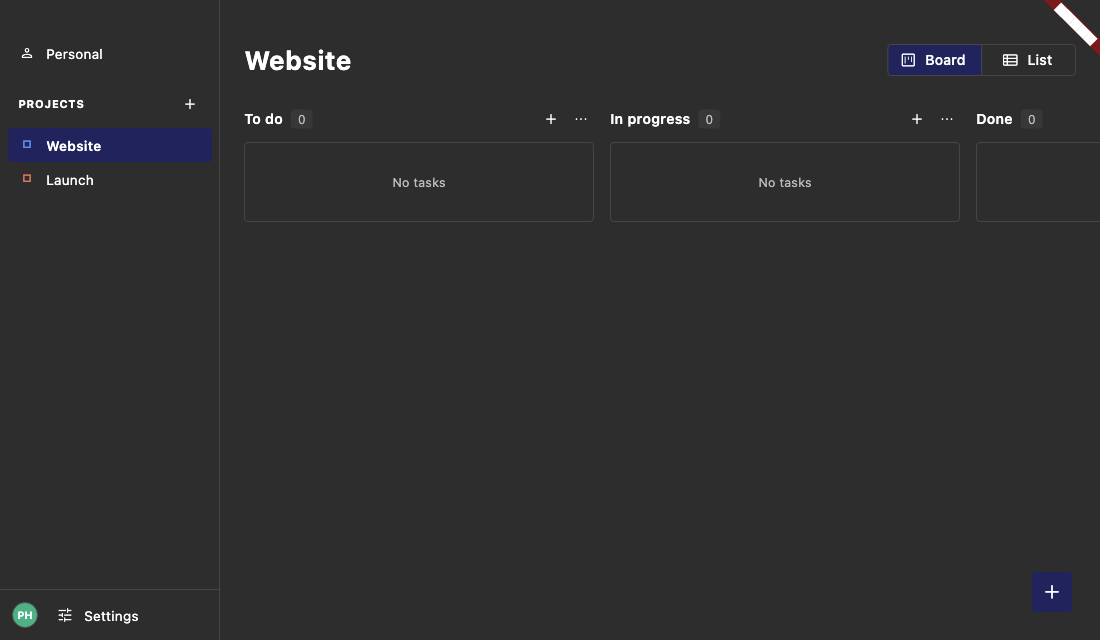 Personal
PROJECTS
Website
Launch
PH
Settings
Website
Board
List
To do 0
In progress 0
Done 0
No tasks
No tasks